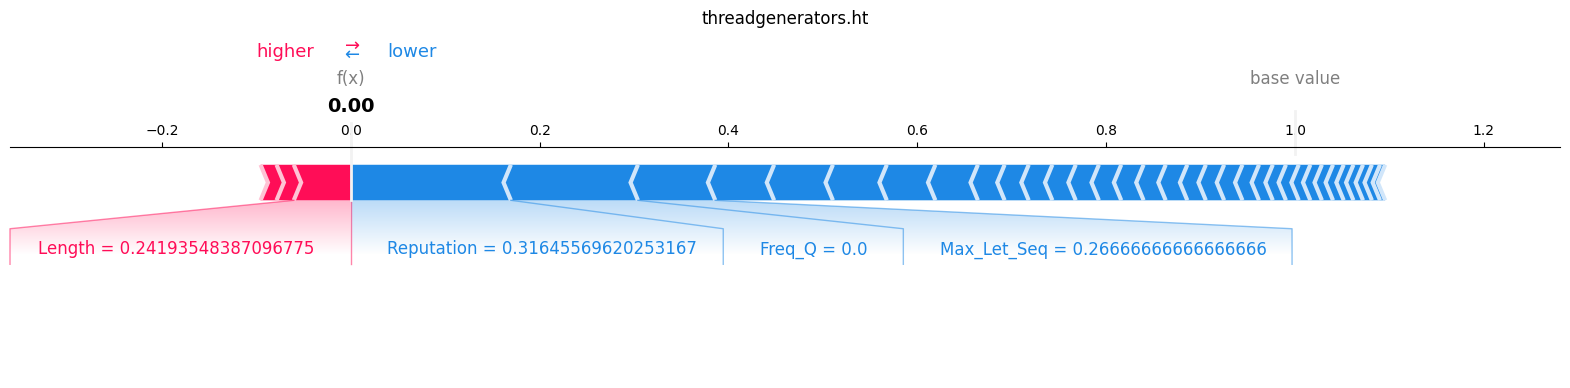 threadgenerators.ht
higher ⇄ lower
f(x) base value
0.00
−0.2 0.0 0.2 0.4 0.6 0.8 1.0 1.2
Length = 0.24193548387096775 Reputation = 0.31645569620253167 Freq_Q = 0.0 Max_Let_Seq = 0.26666666666666666